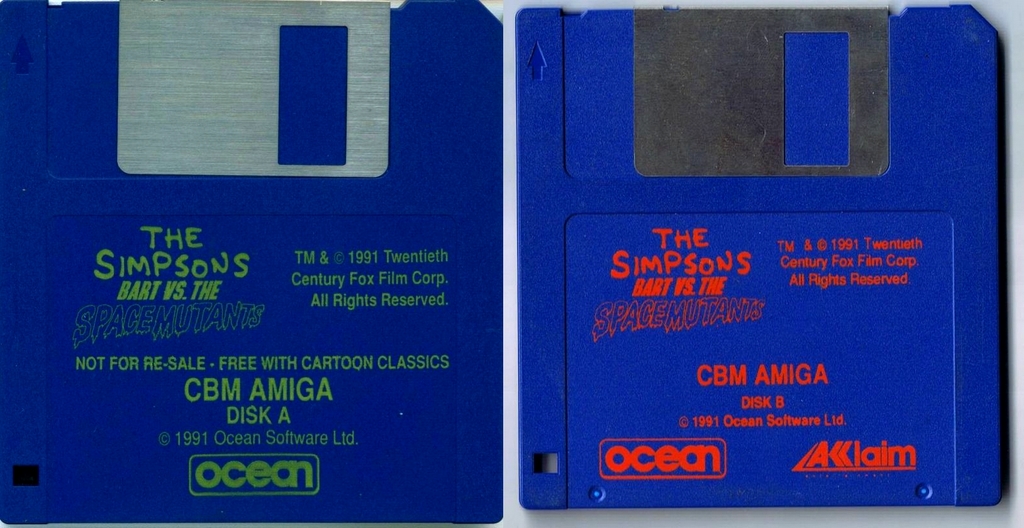 THE
SIMPSONS
BART VS. THE
SPACEMUTANTS
TM & © 1991 Twentieth
Century Fox Film Corp.
All Rights Reserved.
NOT FOR RE-SALE - FREE WITH CARTOON CLASSICS
CBM AMIGA
DISK A
© 1991 Ocean Software Ltd.
ocean
THE
SIMPSONS
BART VS. THE
SPACEMUTANTS
TM & © 1991 Twentieth
Century Fox Film Corp.
All Rights Reserved.
CBM AMIGA
DISK B
© 1991 Ocean Software Ltd.
ocean
AKKlaim